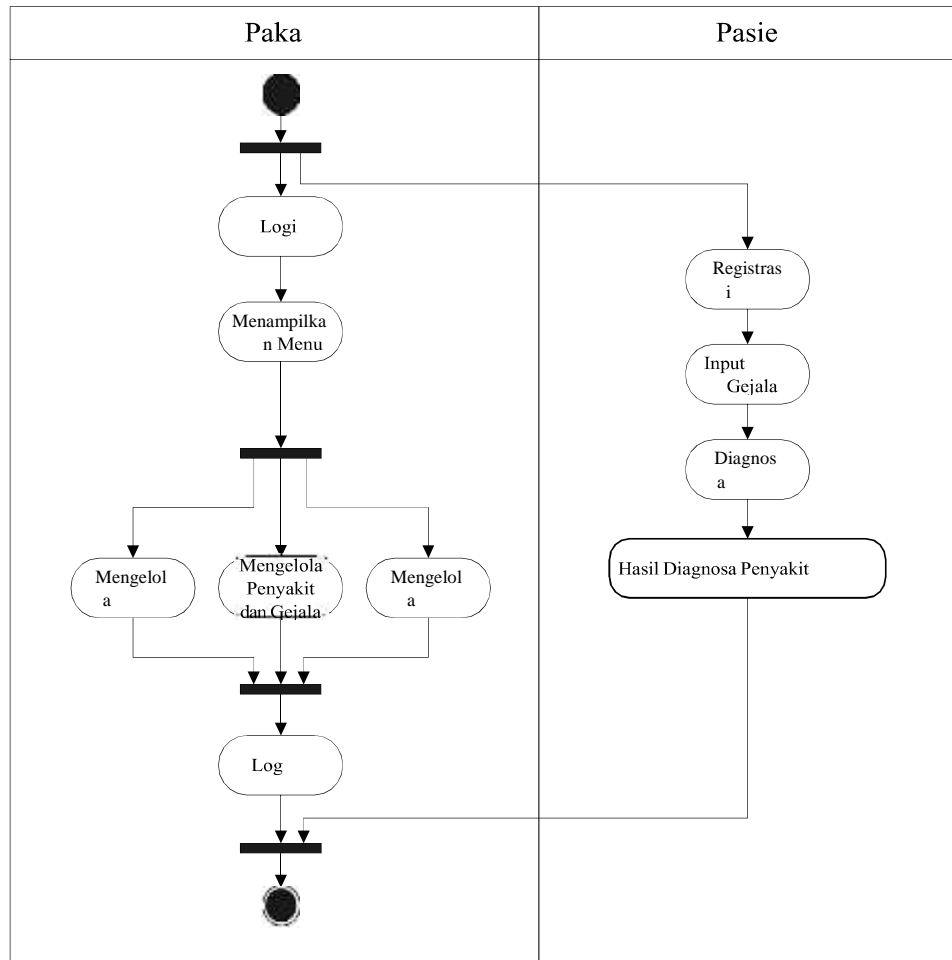 Paka
Pasie
Logi
Menampilka
n Menu
Mengelol
a
Mengelola
Penyakit
dan Gejala
Mengelol
a
Log
Registras
i
Input
Gejala
Diagnos
a
Hasil Diagnosa Penyakit